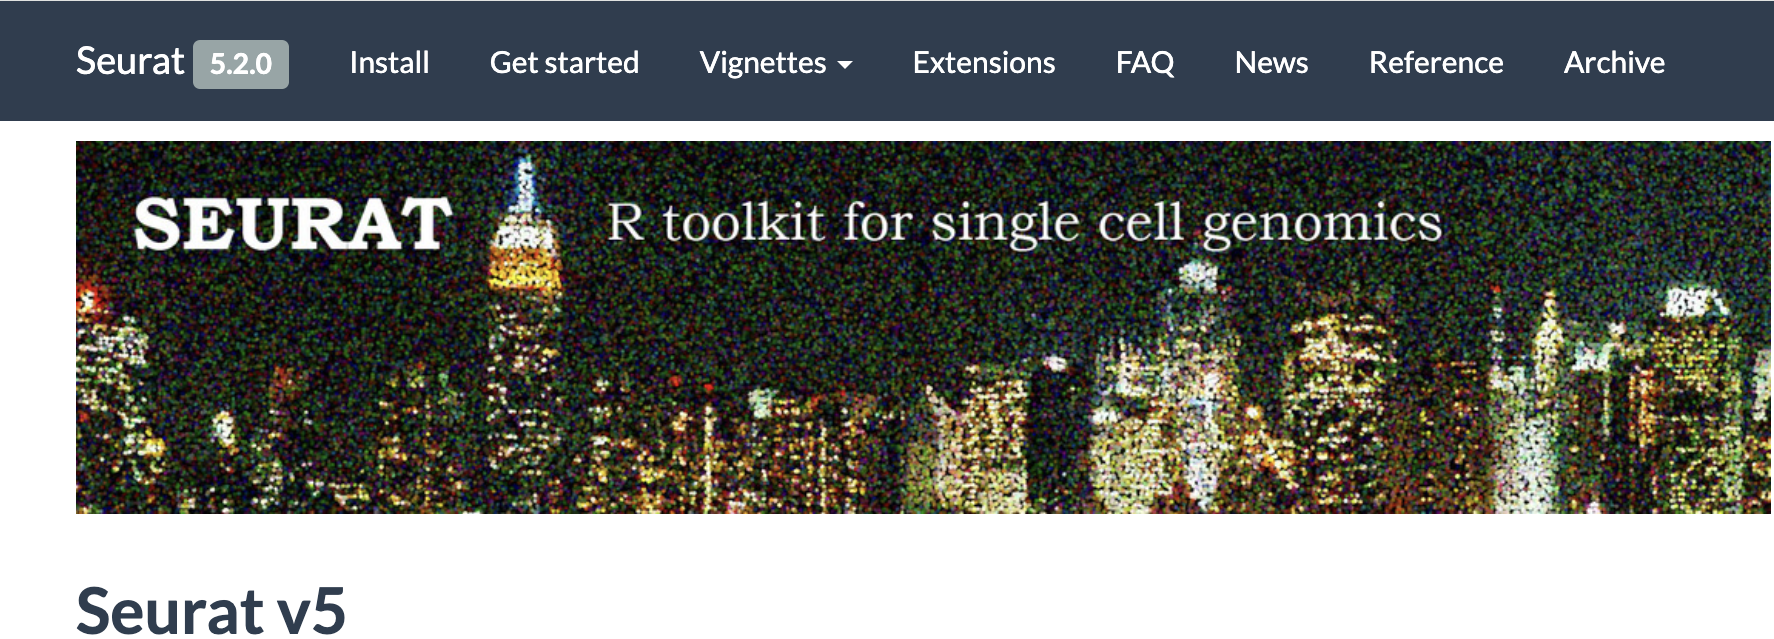 Seurat 5.2.0 Install Get started Vignettes Extensions FAQ News Reference Archive
SEURAT R toolkit for single cell genomics
Seurat v5